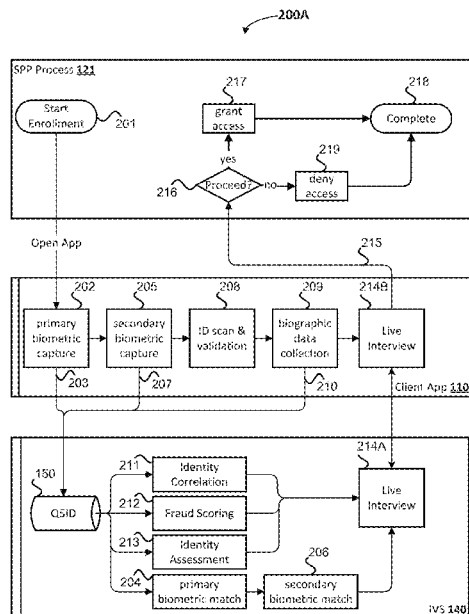 200A
SPP Process 121
Start
Enrollment
201
217
grant
access
218
Complete
yes
216
Proceed?
no
219
deny
access
Open App
215
202
205
208
209
214B
primary
biometric
capture
secondary
biometric
capture
ID scan &
validation
biographic
data
collection
Live
Interview
203
207
210
Client App 110
150
QSID
211
Identity
Correlation
212
Fraud Scoring
213
Identity
Assessment
204
primary
biometric match
206
secondary
biometric match
214A
Live
Interview
IVS 140